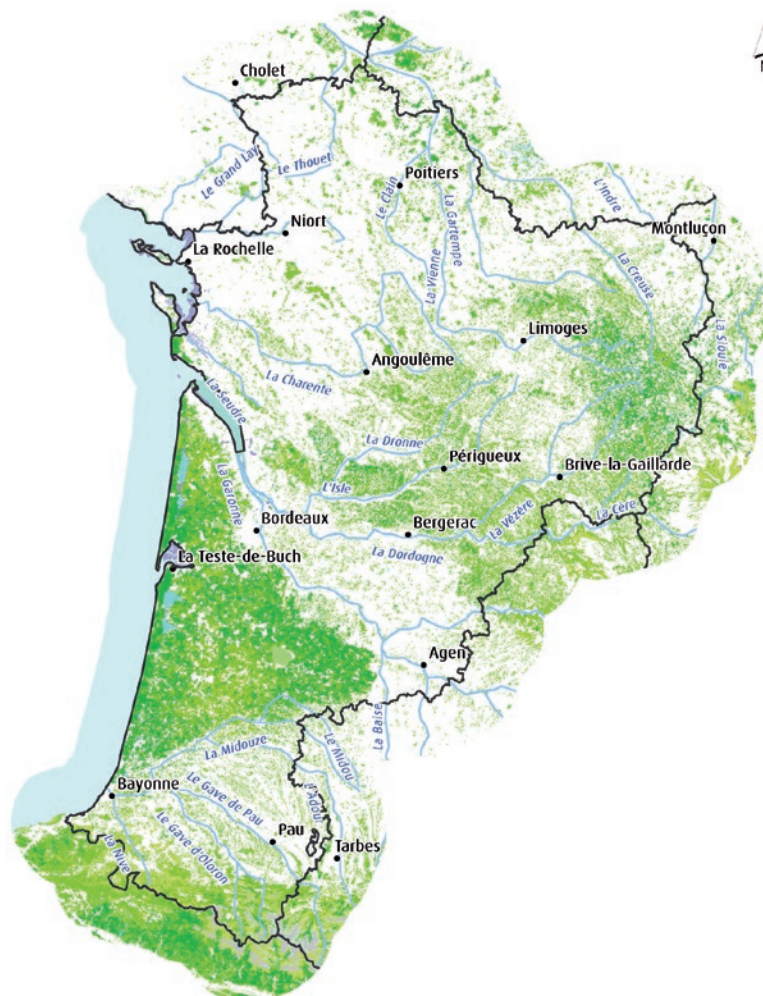 Cholet
Le Grand Lay
Le Thouet
Poitiers
Le Clain
La Gartempe
L'Indre
Montluçon
Niort
La Rochelle
La Vienne
La Creuse
Limoges
La Sioule
Angoulême
La Charente
La Seudre
La Dronne
Périgueux
Brive-la-Gaillarde
L'Isle
La Garonne
La Vézère
La Cère
Bordeaux
Bergerac
La Dordogne
La Teste-de-Buch
Agen
La Baïse
La Midouze
Le Midou
Bayonne
Le Gave de Pau
L'Adou
Le Gave d'Oloron
Pau
Tarbes
La Nive